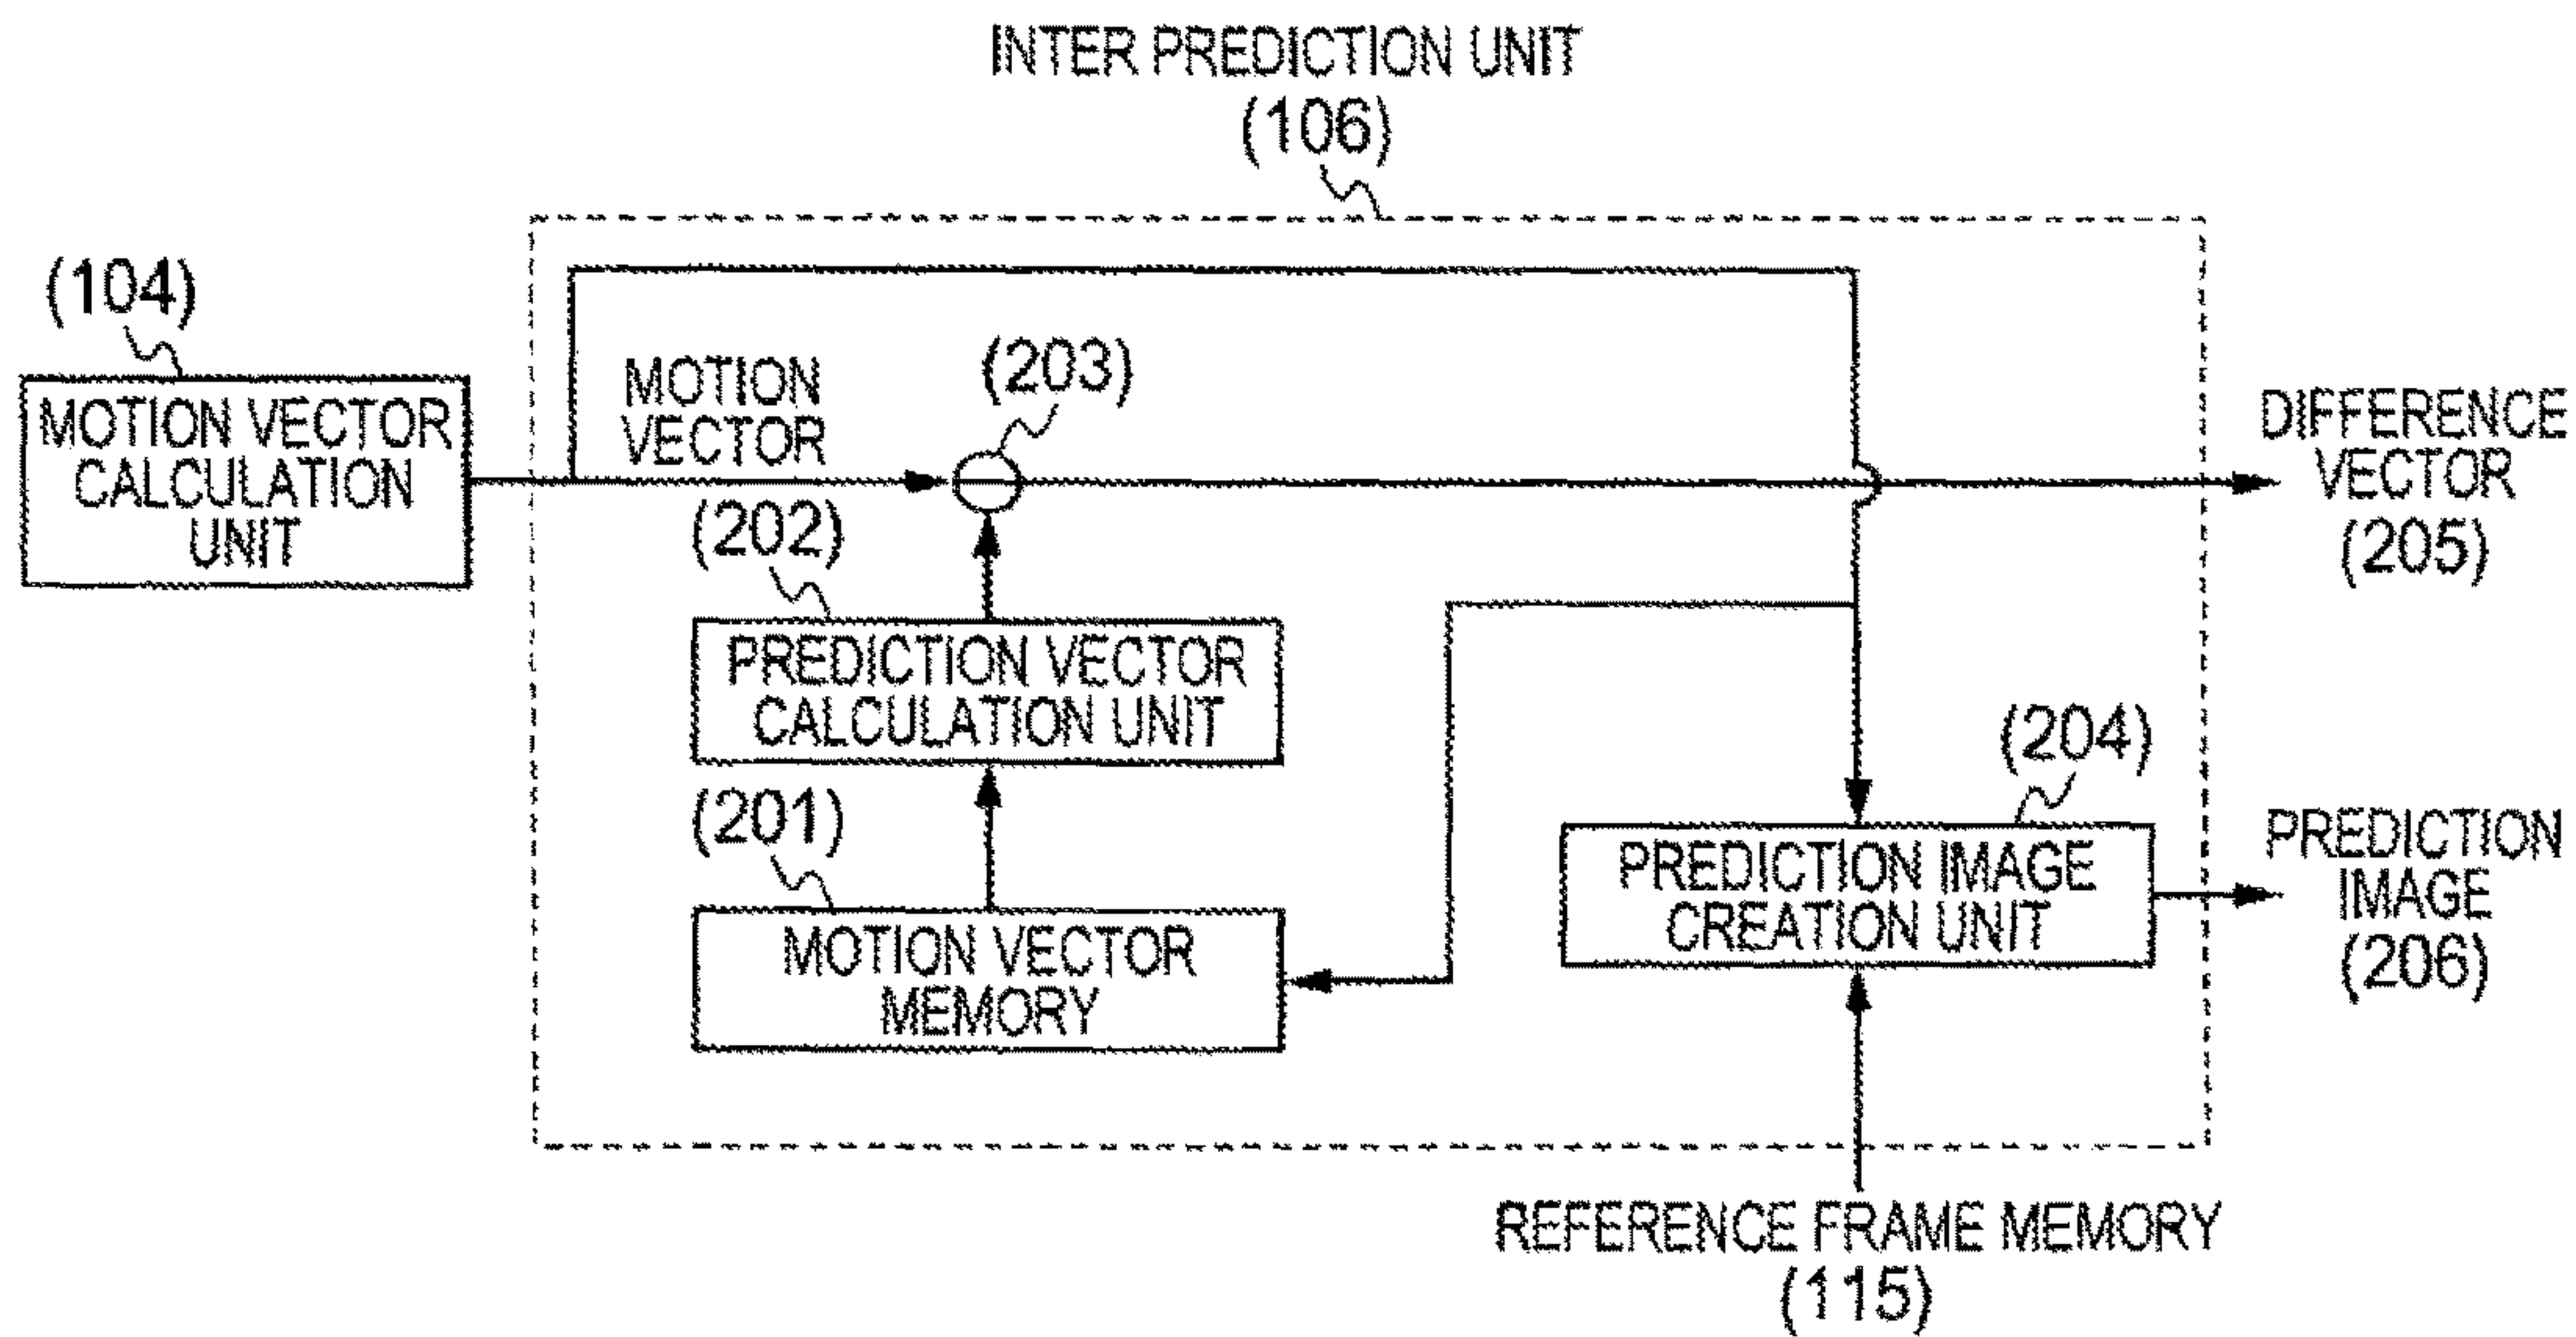 INTER PREDICTION UNIT
(106)
(104)
MOTION VECTOR
CALCULATION
UNIT
MOTION
VECTOR
(203)
DIFFERENCE
VECTOR
(205)
(202)
PREDICTION VECTOR
CALCULATION UNIT
(201)
MOTION VECTOR
MEMORY
(204)
PREDICTION IMAGE
CREATION UNIT
PREDICTION
IMAGE
(206)
REFERENCE FRAME MEMORY
(115)